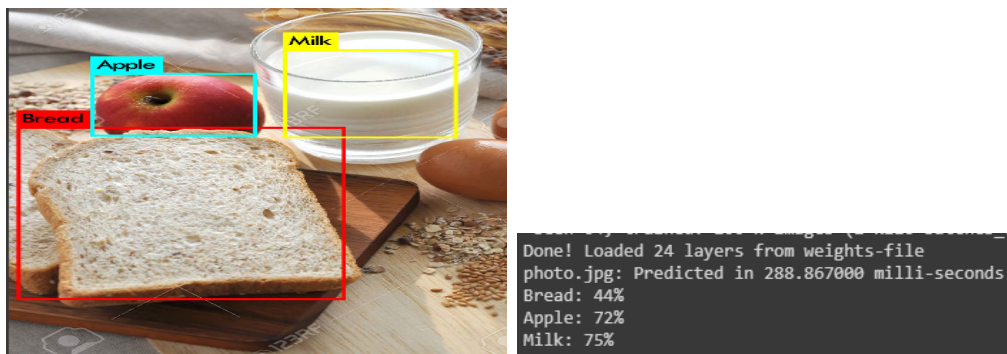 Milk
Apple
Bread
Done! Loaded 24 layers from weights-file
photo.jpg: Predicted in 288.867000 milli-seconds
Bread: 44%
Apple: 72%
Milk: 75%